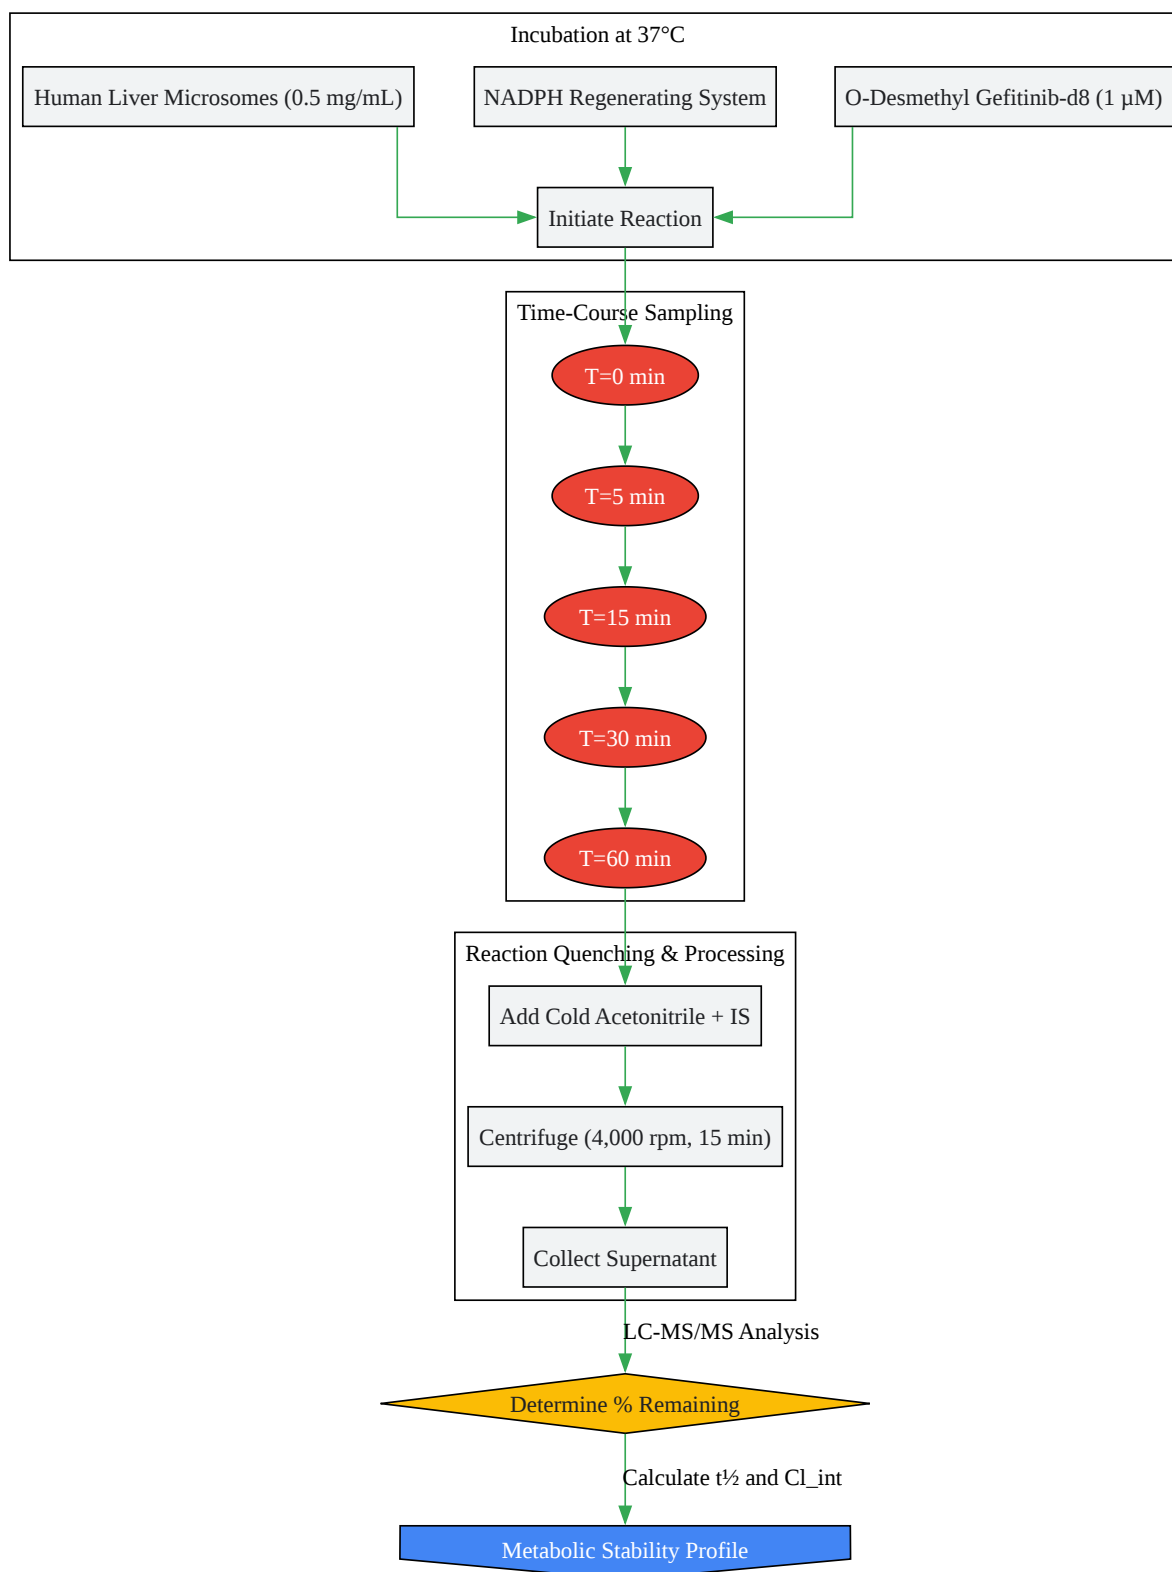 Incubation at 37°C
Human Liver Microsomes (0.5 mg/mL)
NADPH Regenerating System
O-Desmethyl Gefitinib-d8 (1 µM)
Initiate Reaction
Time-Course Sampling
T=0 min
T=5 min
T=15 min
T=30 min
T=60 min
Reaction Quenching & Processing
Add Cold Acetonitrile + IS
Centrifuge (4,000 rpm, 15 min)
Collect Supernatant
LC-MS/MS Analysis
Determine % Remaining
Calculate t½ and Cl_int
Metabolic Stability Profile